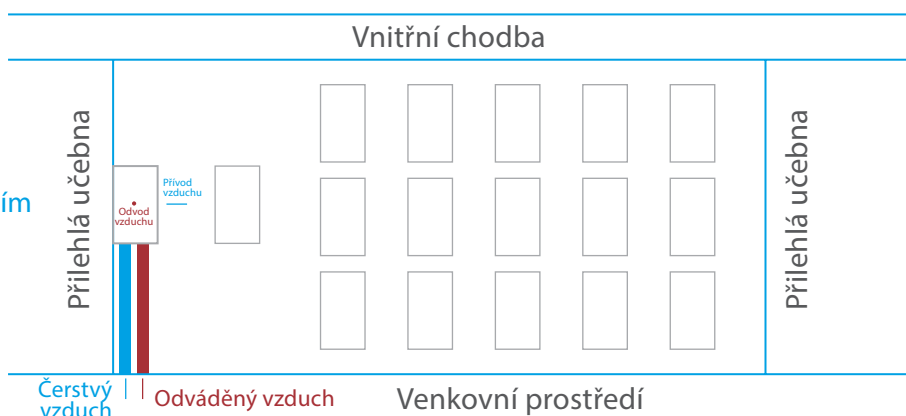 Vnitřní chodba
Přilehlá učebna
ím
Přívod
vzduchu
Odvod
vzduchu
Přilehlá učebna
Čerstvý
vzduch
Odváděný vzduch
Venkovní prostředí